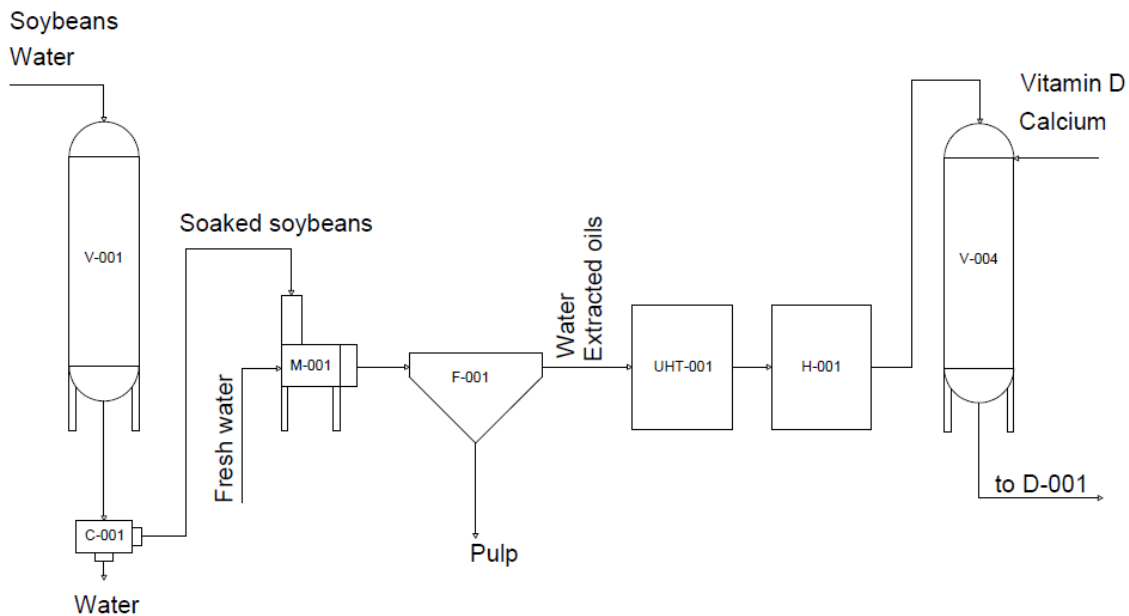 Soybeans
Water
Vitamin D
Calcium
Soaked soybeans
V-001
V-004
Water
Extracted oils
M-001
F-001
UHT-001
H-001
Fresh water
to D-001
C-001
Pulp
Water